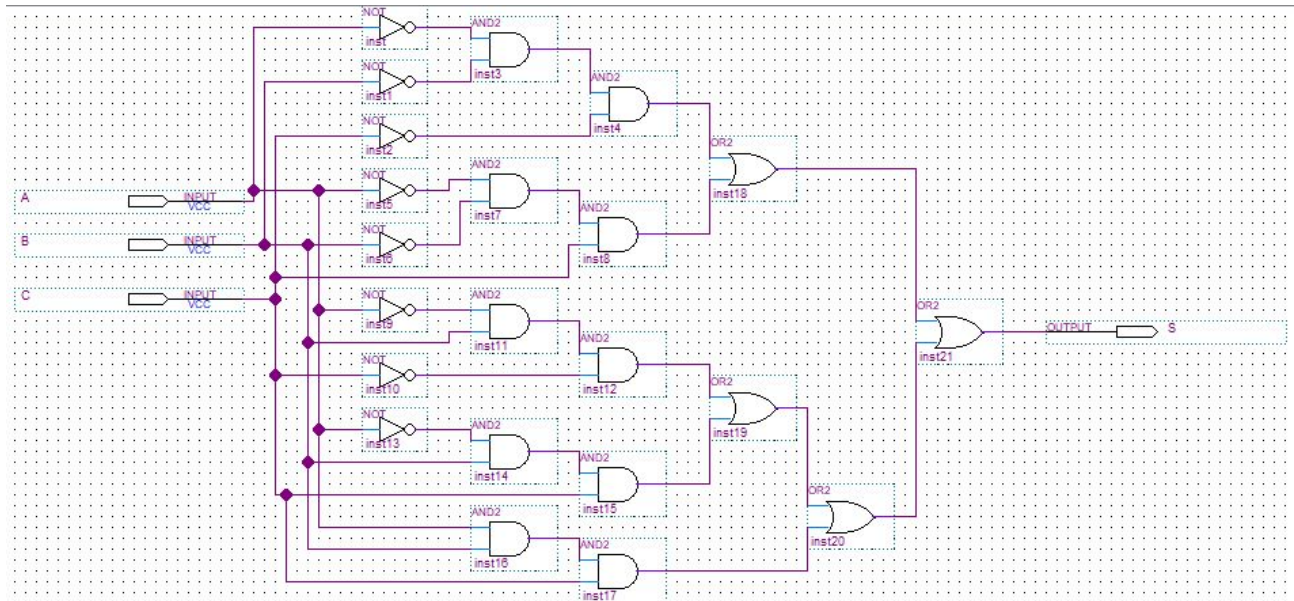 NOT
inst
AND2
inst3
NOT
inst1
AND2
inst4
NOT
inst2
OR2
inst18
A
INPUT
VCC
NOT
inst5
AND2
inst7
B
INPUT
VCC
NOT
inst6
AND2
inst8
C
INPUT
VCC
NOT
inst9
AND2
inst11
OR2
inst21
OUTPUT
S
NOT
inst10
AND2
inst12
OR2
inst19
NOT
inst13
AND2
inst14
AND2
inst15
OR2
inst20
AND2
inst16
AND2
inst17